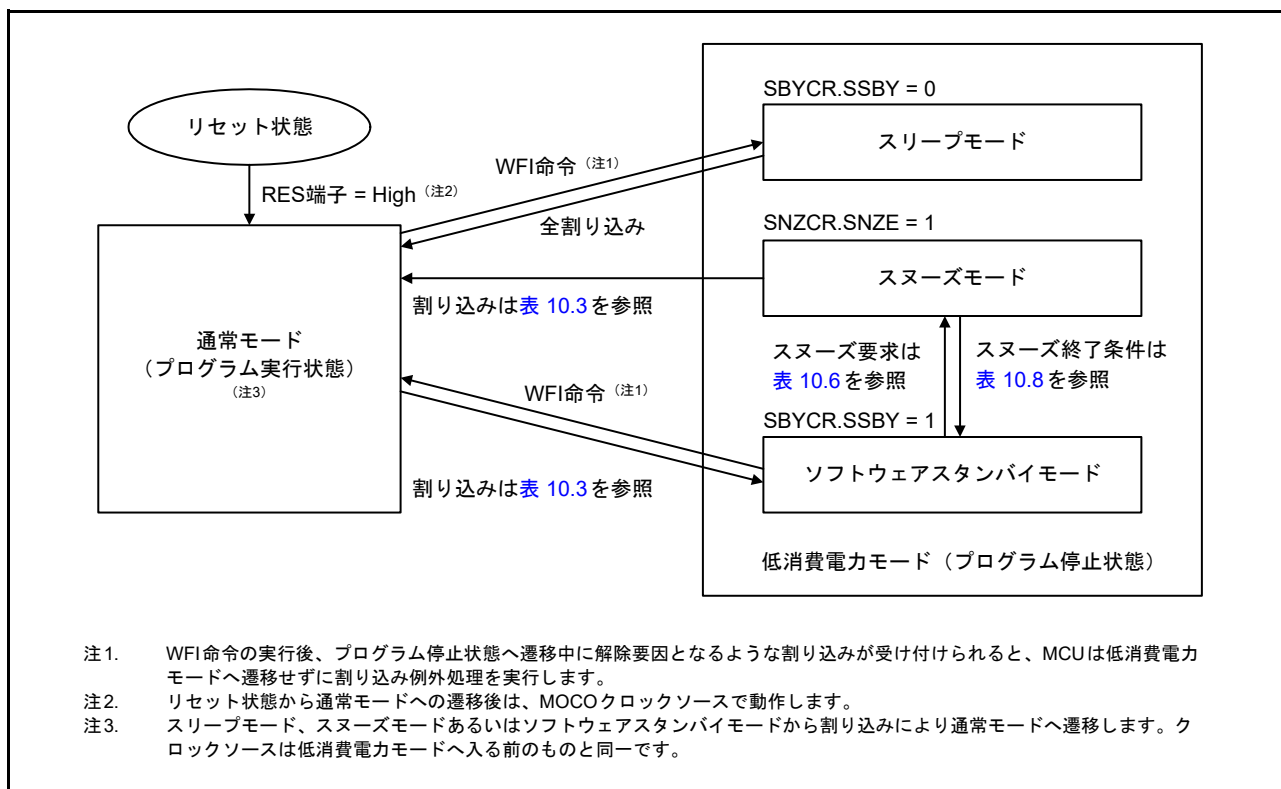 リセット状態
RES端子 = High（注2）
WFI命令（注1）
全割り込み
SBYCR.SSBY = 0
スリープモード
SNZCR.SNZE = 1
スヌーズモード
割り込みは表 10.3を参照
通常モード
（プログラム実行状態）
（注3）
スヌーズ要求は
表 10.6を参照
スヌーズ終了条件は
表 10.8を参照
WFI命令（注1）
SBYCR.SSBY = 1
ソフトウェアスタンバイモード
割り込みは表 10.3を参照
低消費電力モード（プログラム停止状態）
注1. WFI命令の実行後、プログラム停止状態へ遷移中に解除要因となるような割り込みが受け付けられると、MCUは低消費電力
モードへ遷移せずに割り込み例外処理を実行します。
注2. リセット状態から通常モードへの遷移後は、MOCOクロックソースで動作します。
注3. スリープモード、スヌーズモードあるいはソフトウェアスタンバイモードから割り込みにより通常モードへ遷移します。ク
ロックソースは低消費電力モードへ入る前のものと同一です。